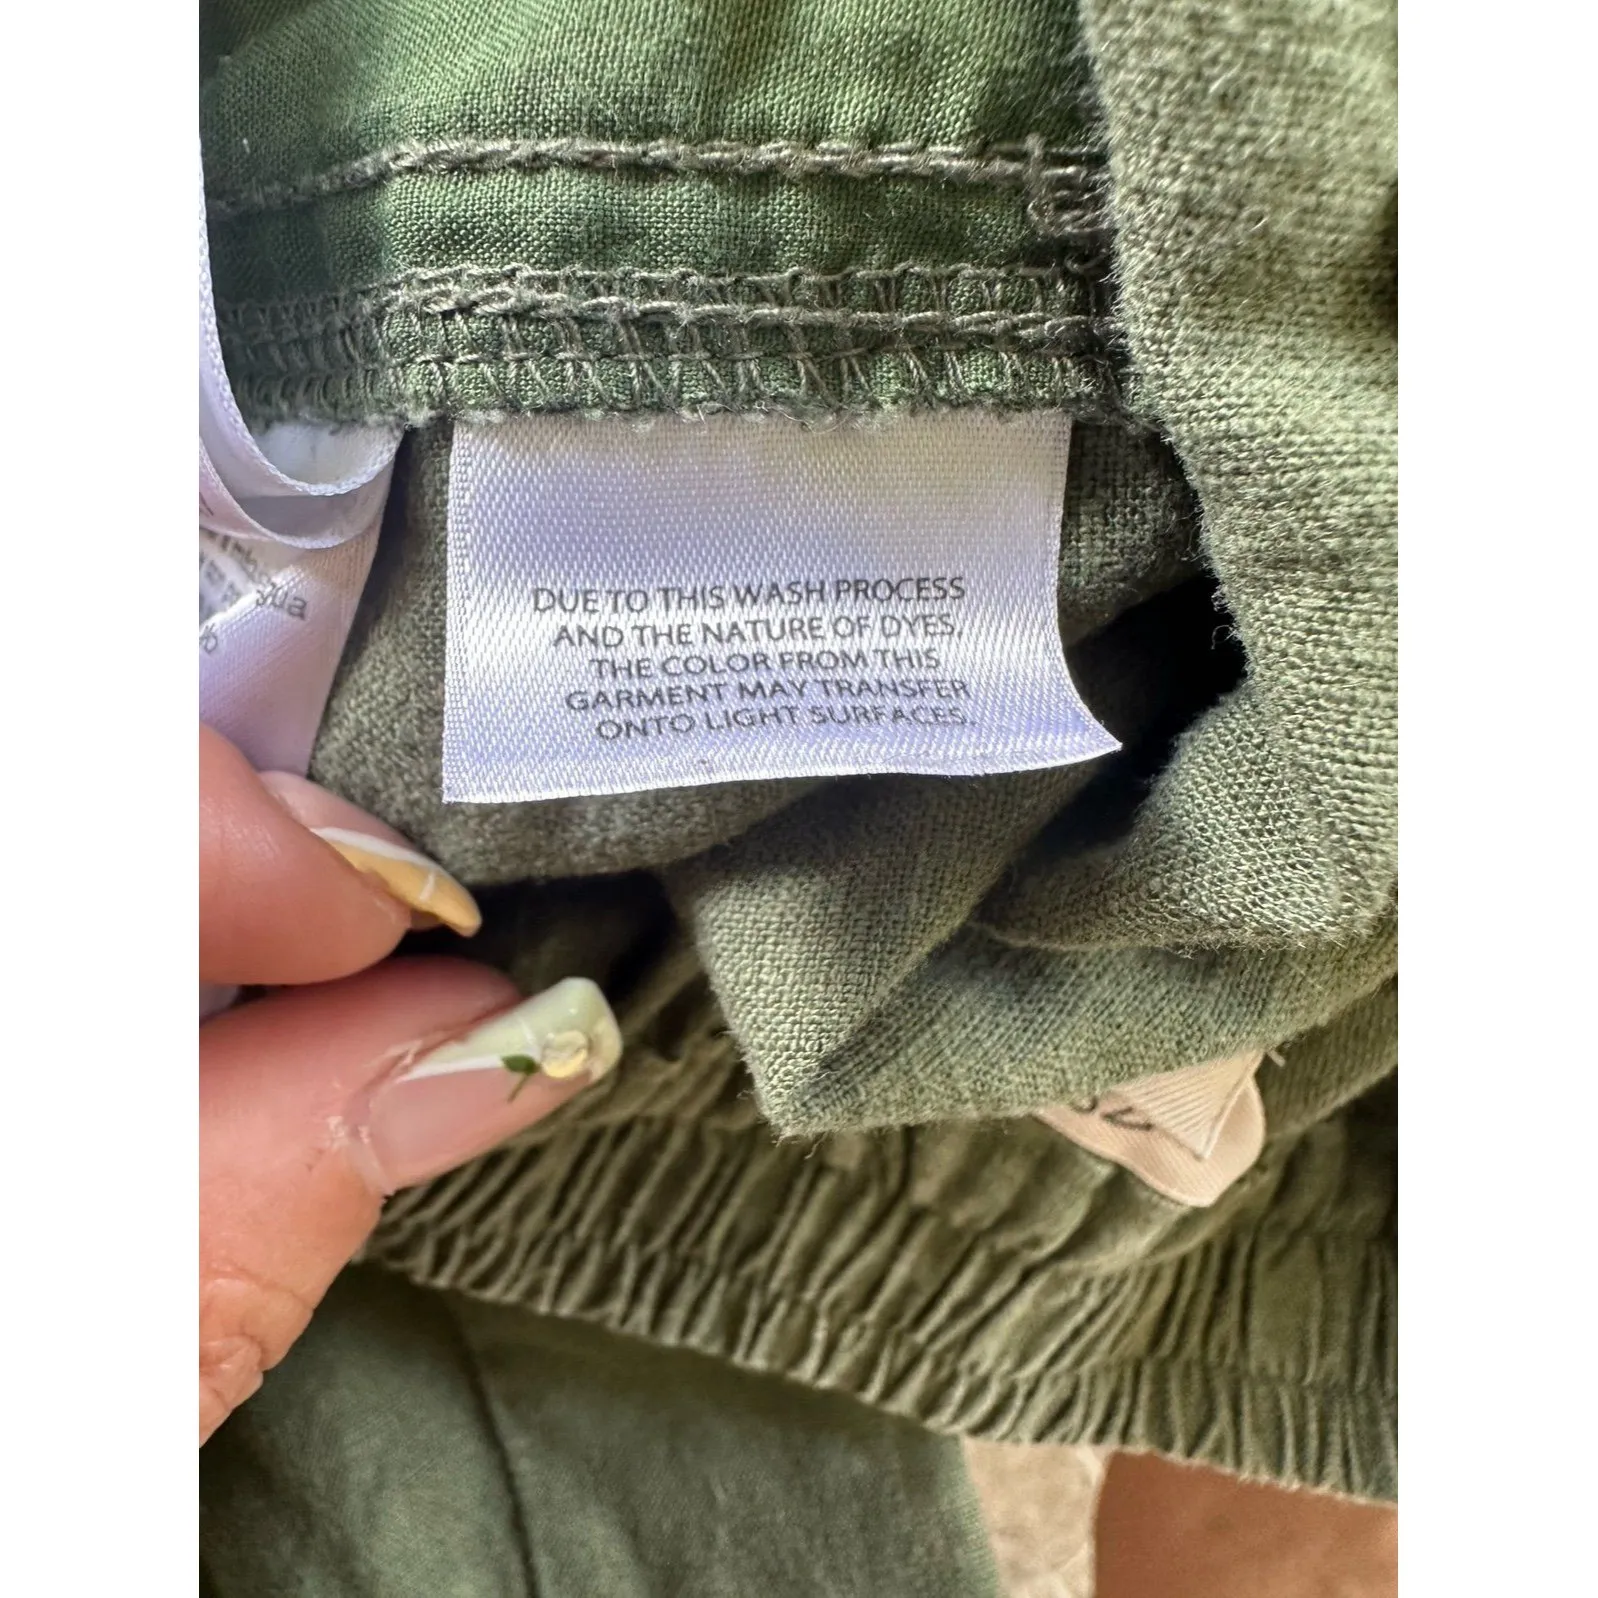 DUE TO THIS WASH PROCESS
AND THE NATURE OF DYES,
THE COLOR FROM THIS
GARMENT MAY TRANSFER
ONTO LIGHT SURFACES.